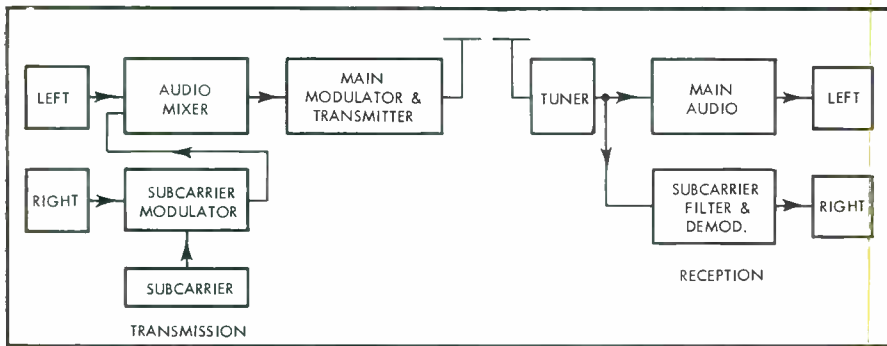 LEFT
AUDIO
MIXER
MAIN
MODULATOR &
TRANSMITTER
TUNER
MAIN
AUDIO
LEFT
RIGHT
SUBCARRIER
MODULATOR
SUBCARRIER
FILTER &
DEMOD.
RIGHT
SUBCARRIER
RECEPTION
TRANSMISSION